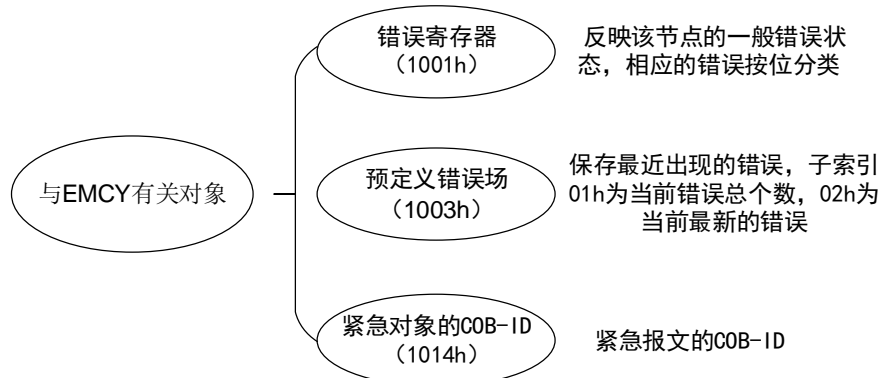 错误寄存器
（1001h）
反映该节点的一般错误状
态，相应的错误按位分类
与EMCY有关对象
预定义错误场
（1003h）
保存最近出现的错误，子索引
01h为当前错误总个数，02h为
当前最新的错误
紧急对象的COB-ID
（1014h）
紧急报文的COB-ID